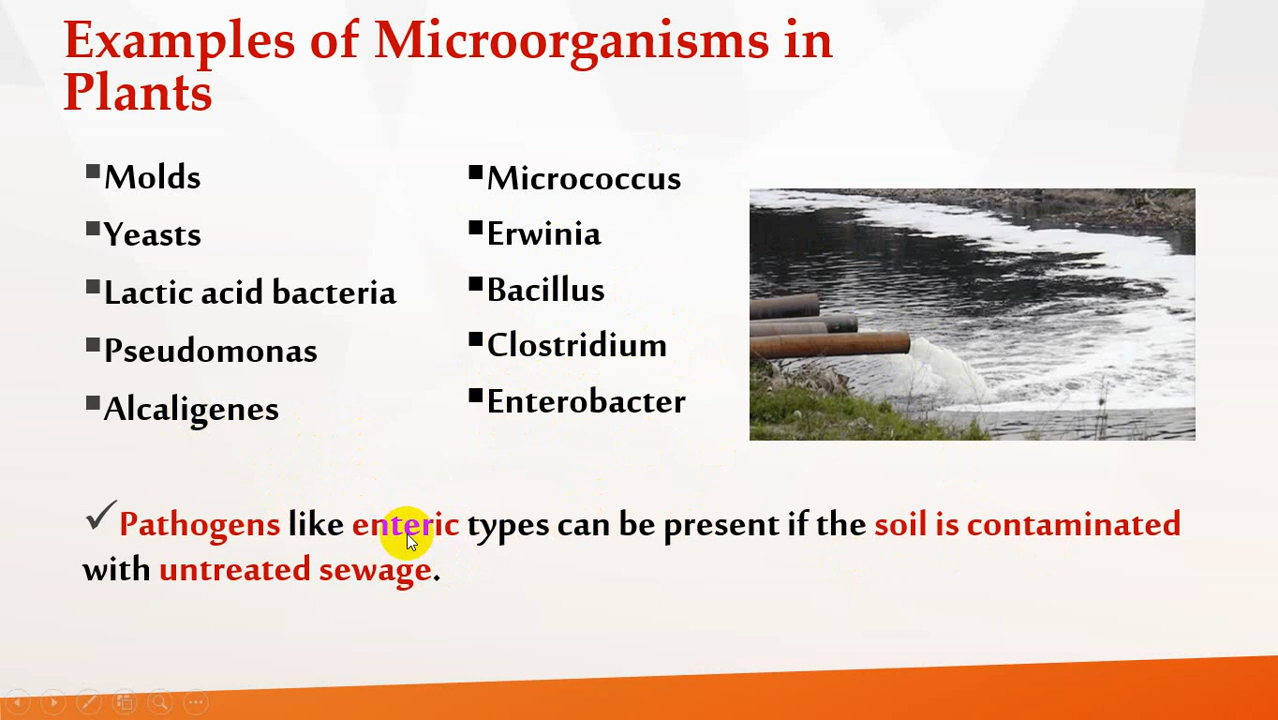 Examples of Microorganisms in
Plants
▪Molds
▪Yeasts
▪Lactic acid bacteria
▪Pseudomonas
▪Alcaligenes
▪Micrococcus
▪Erwinia
▪Bacillus
▪Clostridium
▪Enterobacter
✓Pathogens like enteric types can be present if the soil is contaminated
with untreated sewage.